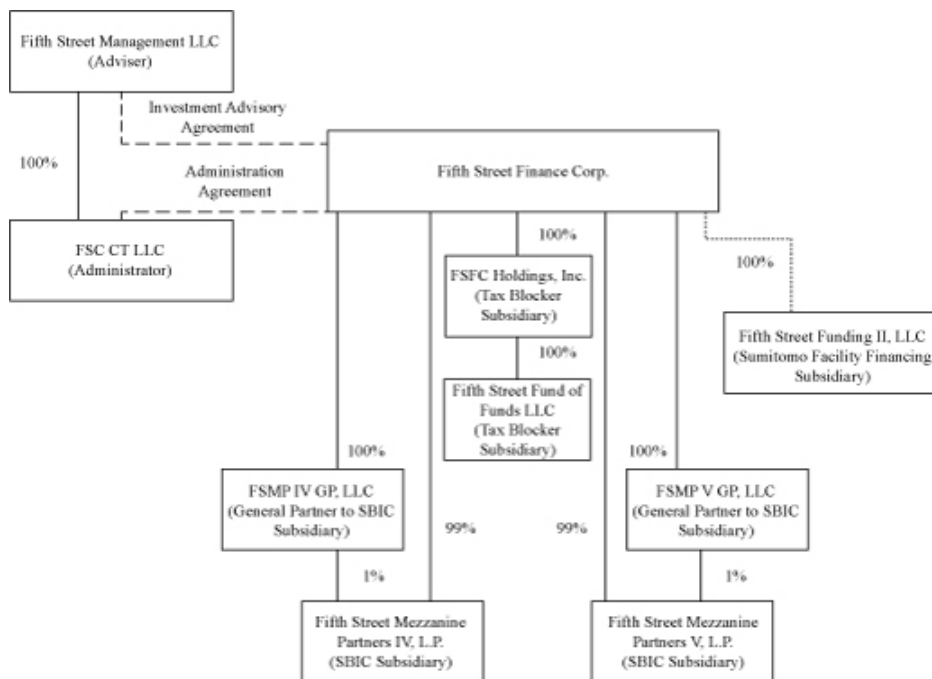 Fifth Street Management LLC
(Adviser)
Investment Advisory
Agreement
100%
Administration
Agreement
Fifth Street Finance Corp.
FSC CT LLC
(Administrator)
100%
FSFC Holdings, Inc.
(Tax Blocker
Subsidiary)
100%
Fifth Street Funding II, LLC
(Sumitomo Facility Financing
Subsidiary)
100%
Fifth Street Fund of
Funds LLC
(Tax Blocker
Subsidiary)
100%
FSMP IV GP, LLC
(General Partner to SBIC
Subsidiary)
100%
FSMP V GP, LLC
(General Partner to SBIC
Subsidiary)
99%
99%
1%
1%
Fifth Street Mezzanine
Partners IV, L.P.
(SBIC Subsidiary)
Fifth Street Mezzanine
Partners V, L.P.
(SBIC Subsidiary)